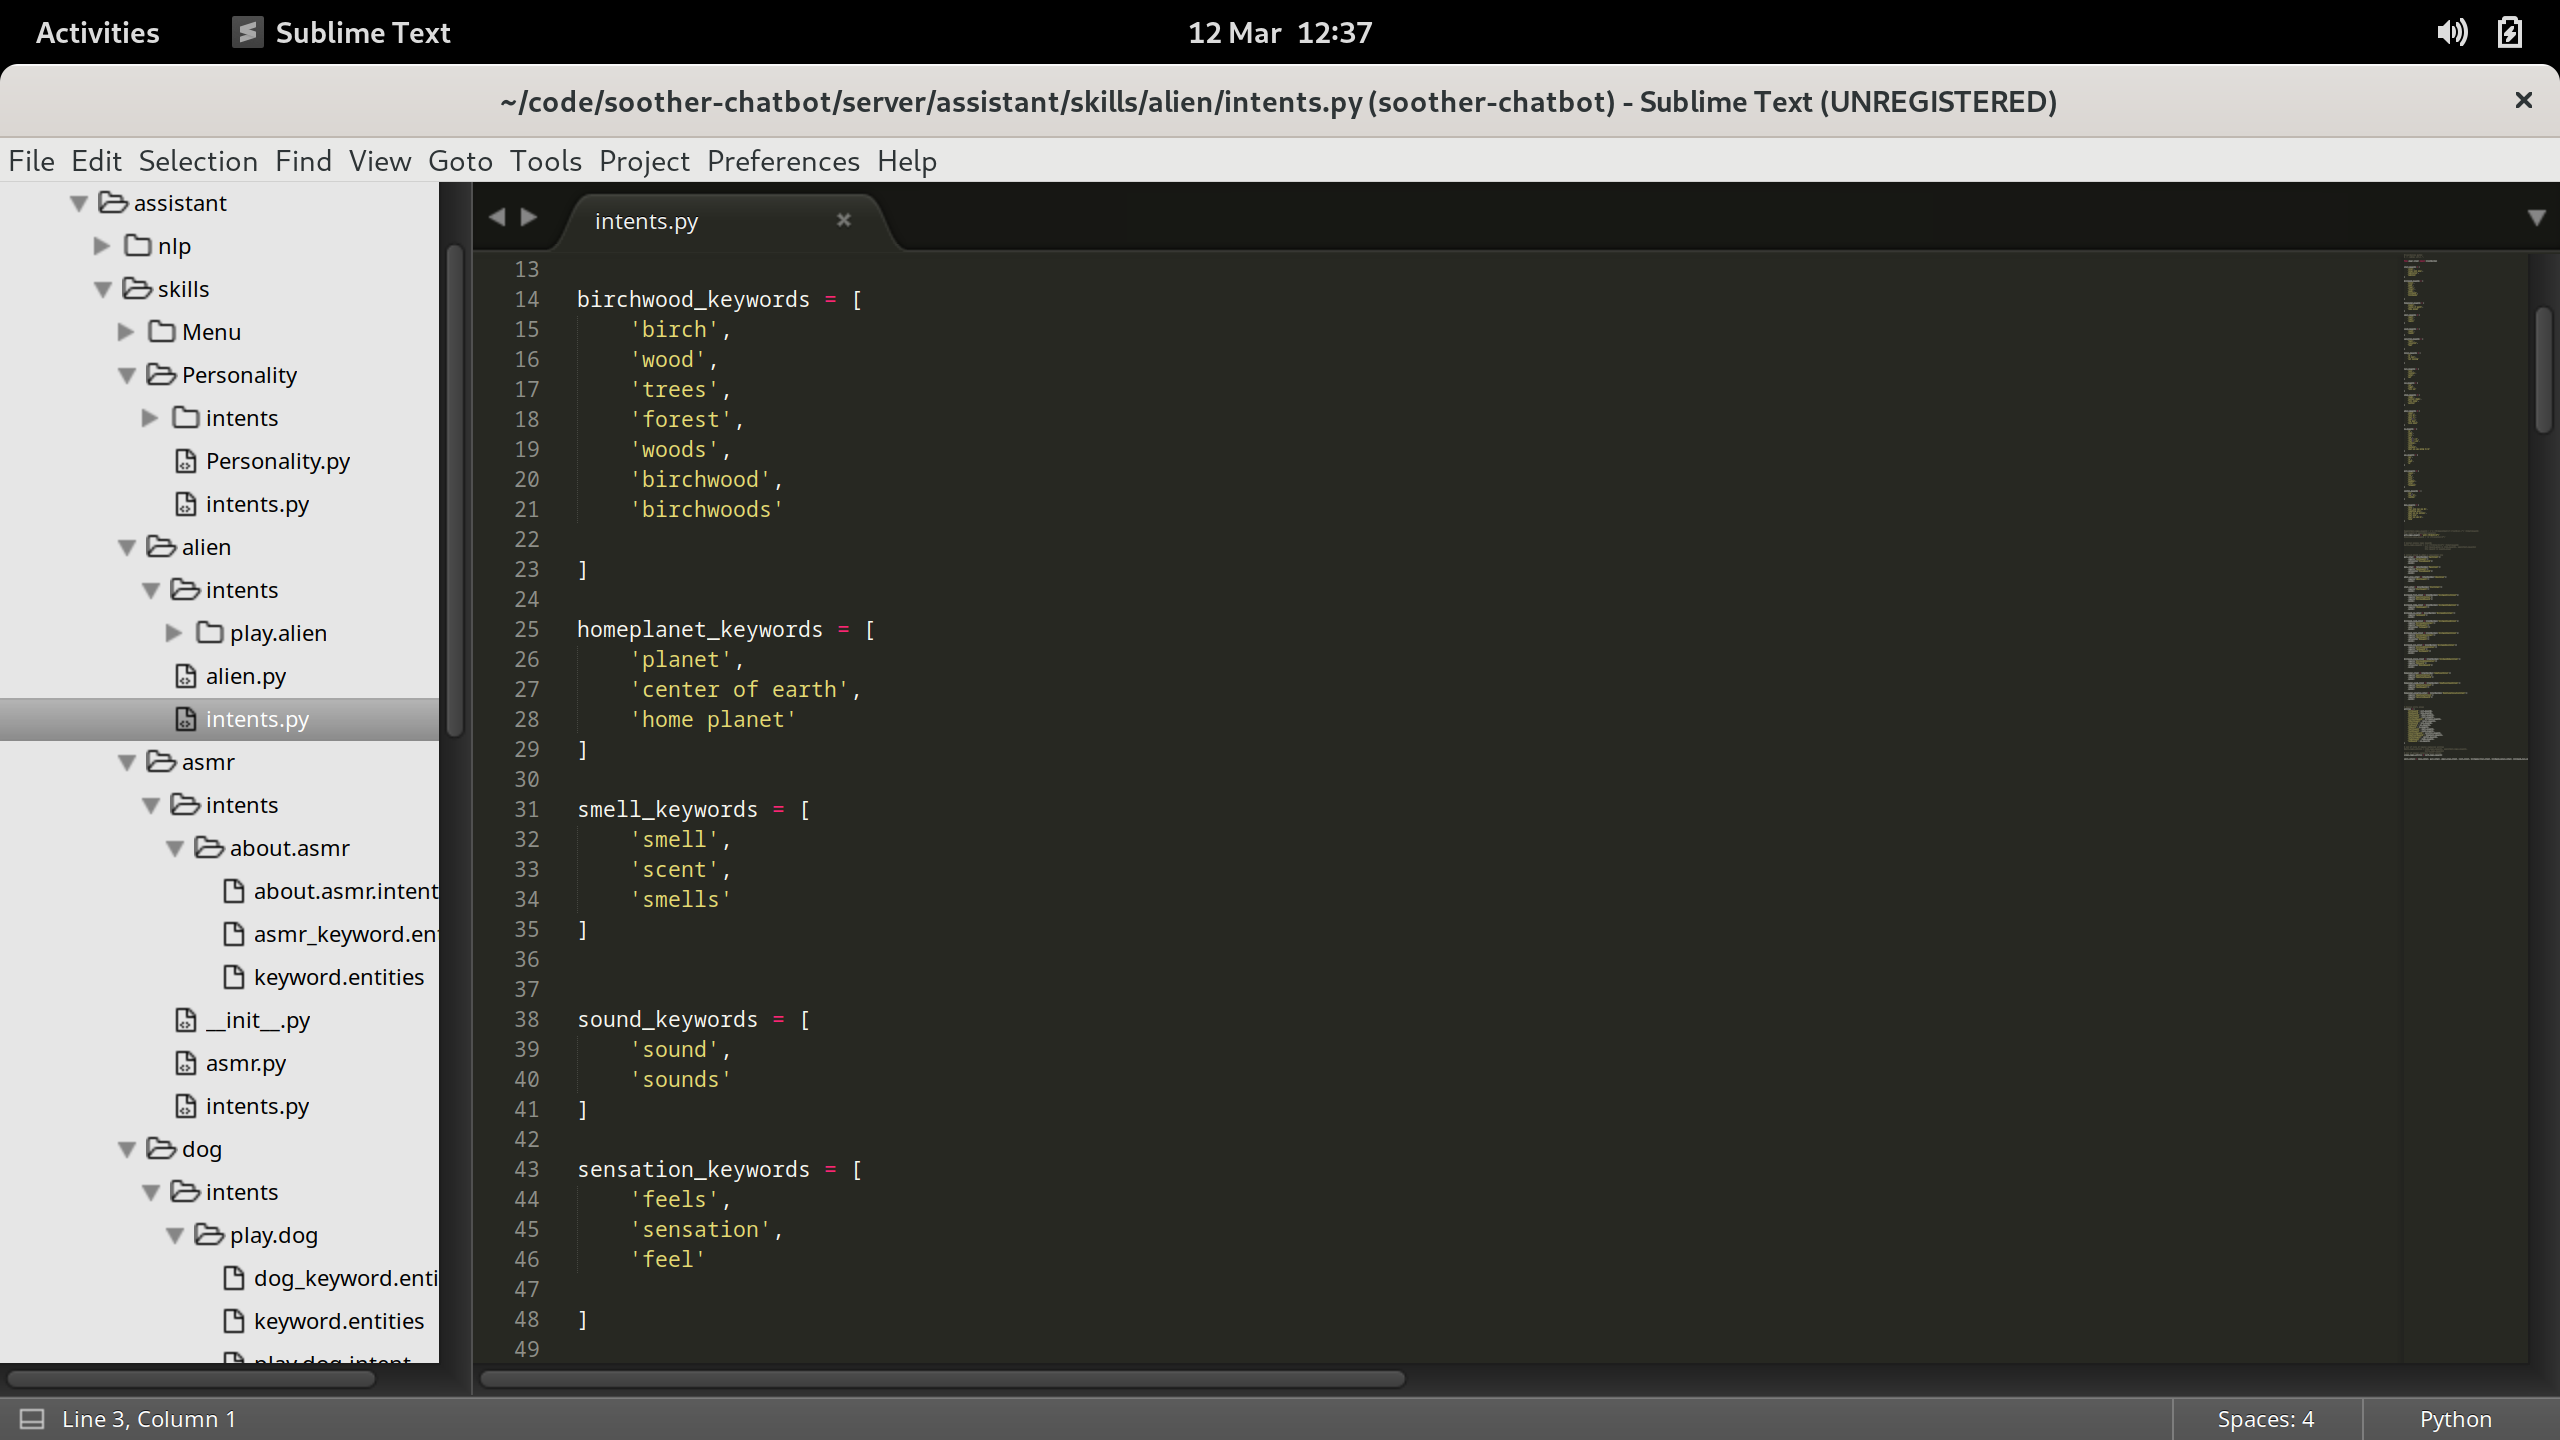 Activities Sublime Text 12 Mar 12:37
~/code/soother-chatbot/server/assistant/skills/alien/intents.py (soother-chatbot) - Sublime Text (UNREGISTERED)
File Edit Selection Find View Goto Tools Project Preferences Help
assistant
nlp
skills
Menu
Personality
intents
Personality.py
intents.py
alien
intents
play.alien
alien.py
intents.py
asmr
intents
about.asmr
about.asmr.intent
asmr_keyword.en
keyword.entities
__init__.py
asmr.py
intents.py
dog
intents
play.dog
dog_keyword.enti
keyword.entities
play.dog.intent
intents.py
13
14 birchwood_keywords = [
15 'birch',
16 'wood',
17 'trees',
18 'forest',
19 'woods',
20 'birchwood',
21 'birchwoods'
22
23 ]
24
25 homeplanet_keywords = [
26 'planet',
27 'center of earth',
28 'home planet'
29 ]
30
31 smell_keywords = [
32 'smell',
33 'scent',
34 'smells'
35 ]
36
37
38 sound_keywords = [
39 'sound',
40 'sounds'
41 ]
42
43 sensation_keywords = [
44 'feels',
45 'sensation',
46 'feel'
47
48 ]
49
Line 3, Column 1 Spaces: 4 Python